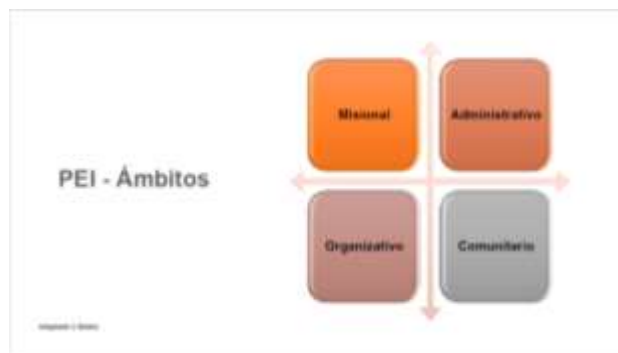 Misional
Administrativo
PEI - Ámbitos
Organizativo
Comunitario